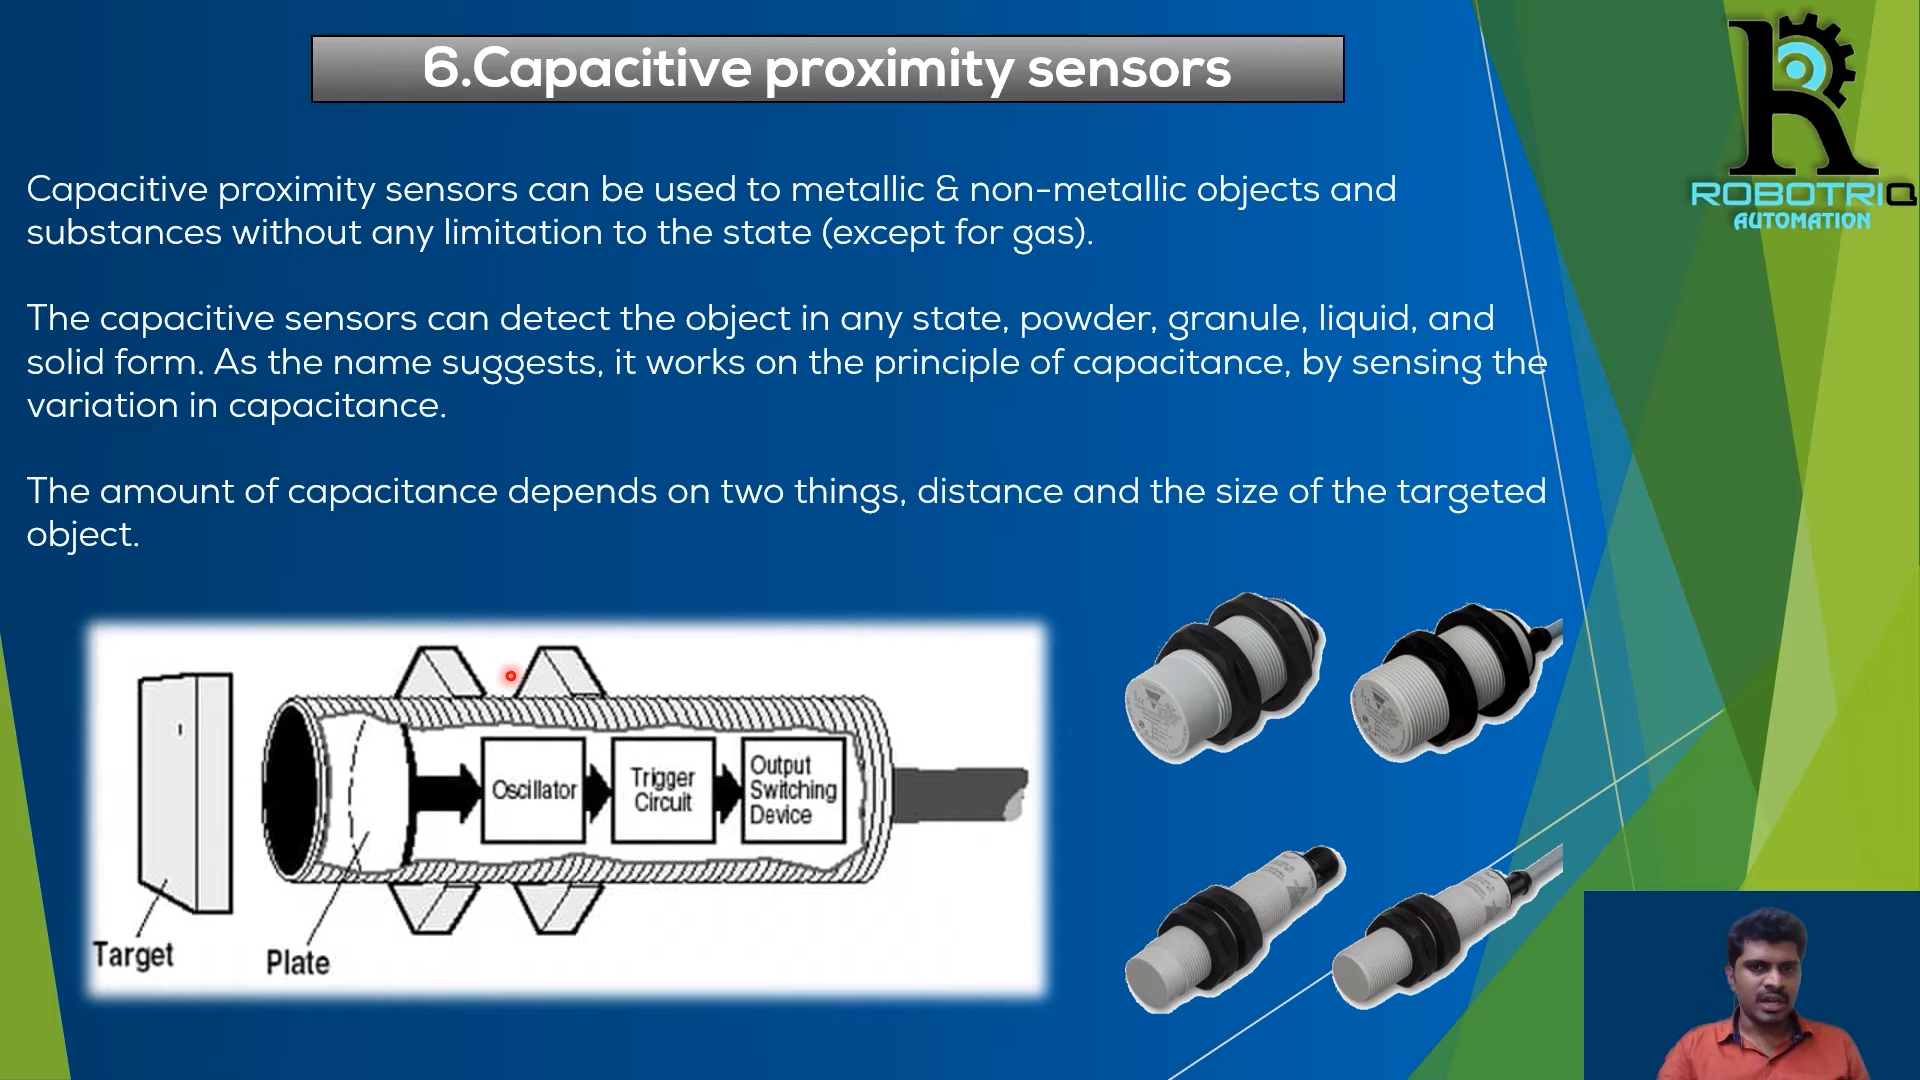 6.Capacitive proximity sensors
ROBOTRIQ
AUTOMATION
Capacitive proximity sensors can be used to metallic & non-metallic objects and
substances without any limitation to the state (except for gas).
The capacitive sensors can detect the object in any state, powder, granule, liquid, and
solid form. As the name suggests, it works on the principle of capacitance, by sensing the
variation in capacitance.
The amount of capacitance depends on two things, distance and the size of the targeted
object.
Oscillator
Trigger
Circuit
Output
Switching
Device
Target
Plate